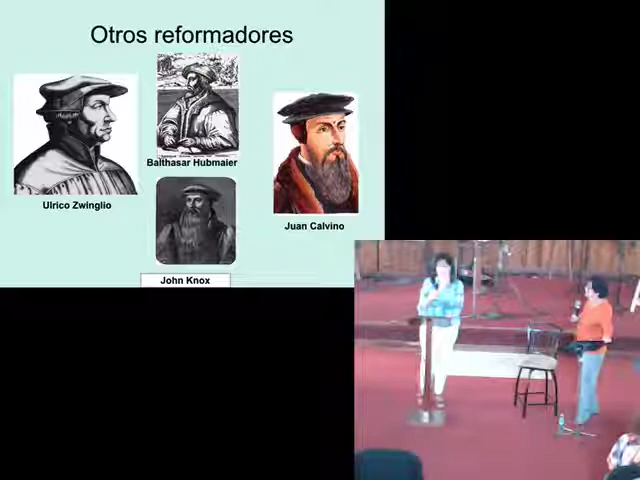 Otros reformadores
Balthasar Hubmaier
Ulrico Zwinglio
Juan Calvino
John Knox